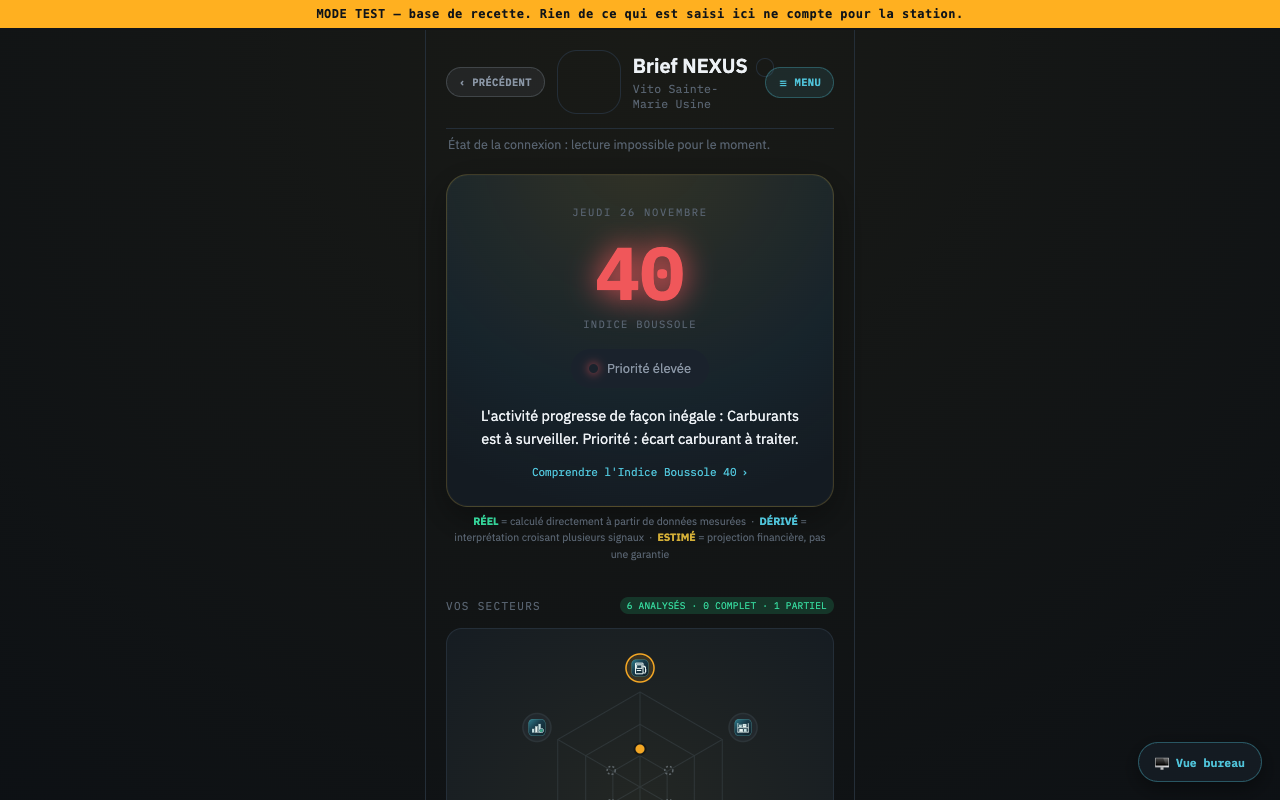 MODE TEST — base de recette. Rien de ce qui est saisi ici ne compte pour la station.
‹ PRÉCÉDENT
Brief NEXUS
Vito Sainte-
Marie Usine
≡ MENU
État de la connexion : lecture impossible pour le moment.
JEUDI 26 NOVEMBRE
40
INDICE BOUSSOLE
Priorité élevée
L'activité progresse de façon inégale : Carburants
est à surveiller. Priorité : écart carburant à traiter.
Comprendre l'Indice Boussole 40 ›
RÉEL = calculé directement à partir de données mesurées · DÉRIVÉ =
interprétation croisant plusieurs signaux · ESTIMÉ = projection financière, pas
une garantie
VOS SECTEURS
6 ANALYSÉS · 0 COMPLET · 1 PARTIEL
Vue bureau